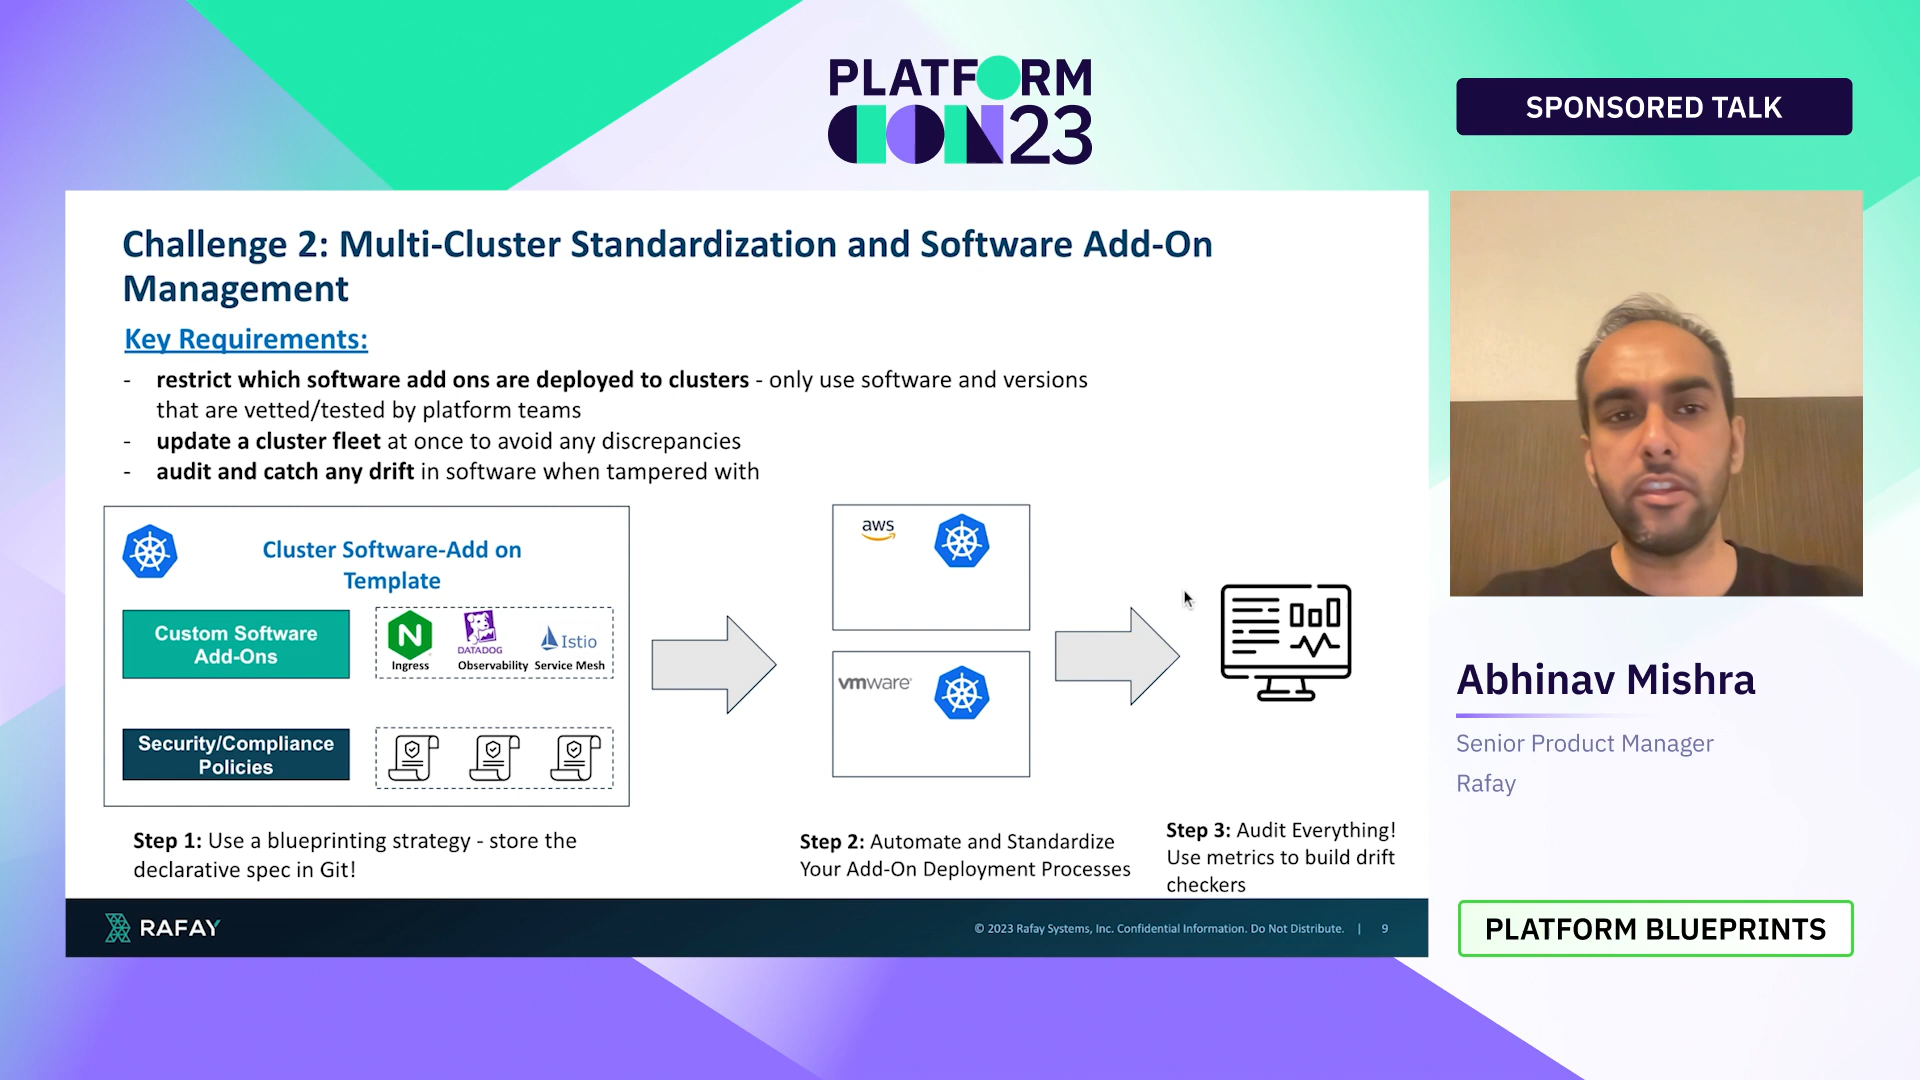 PLATFORM
CON23
SPONSORED TALK
Challenge 2: Multi-Cluster Standardization and Software Add-On
Management
Key Requirements:
- restrict which software add ons are deployed to clusters - only use software and versions
that are vetted/tested by platform teams
- update a cluster fleet at once to avoid any discrepancies
- audit and catch any drift in software when tampered with
Cluster Software-Add on
Template
Custom Software
Add-Ons
N
DATADOG
Istio
Ingress
Observability
Service Mesh
Security/Compliance
Policies
aws
vmware
Step 1: Use a blueprinting strategy - store the
declarative spec in Git!
Step 2: Automate and Standardize
Your Add-On Deployment Processes
Step 3: Audit Everything!
Use metrics to build drift
checkers
RAFAY
© 2023 Rafay Systems, Inc. Confidential Information. Do Not Distribute. | 9
Abhinav Mishra
Senior Product Manager
Rafay
PLATFORM BLUEPRINTS